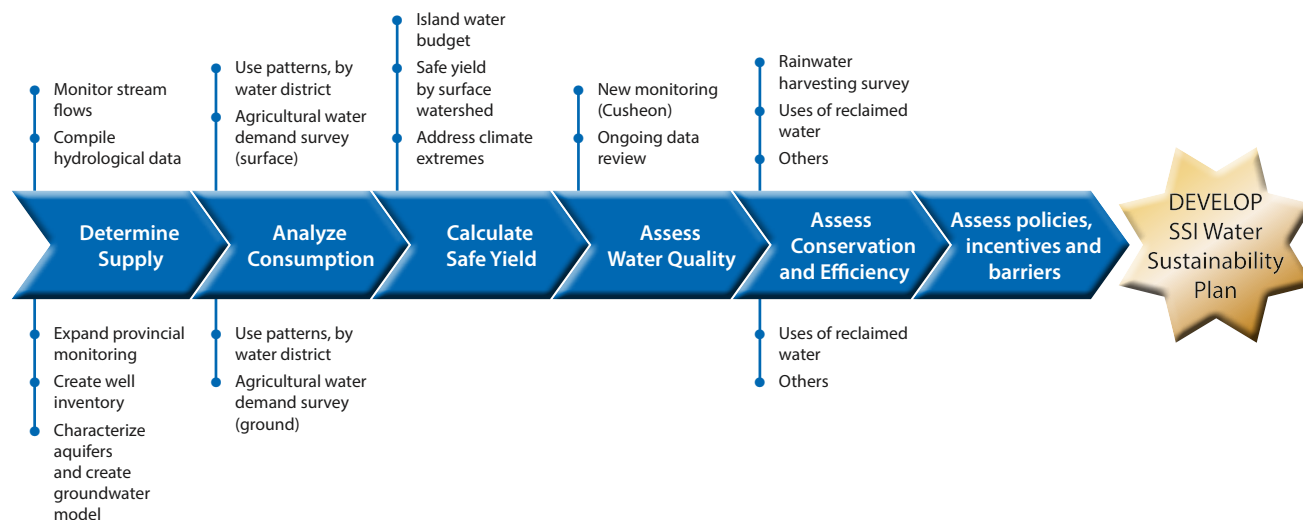 Monitor stream
flows
Compile
hydrological data
Use patterns, by
water district
Agricultural water
demand survey
(surface)
Island water
budget
Safe yield
by surface
watershed
Address climate
extremes
New monitoring
(Cusheon)
Ongoing data
review
Rainwater
harvesting survey
Uses of reclaimed
water
Others
Determine
Supply
Analyze
Consumption
Calculate
Safe Yield
Assess
Water Quality
Assess
Conservation
and Efficiency
Assess policies,
incentives and
barriers
DEVELOP
SSI Water
Sustainability
Plan
Expand provincial
monitoring
Create well
inventory
Characterize
aquifers
and create
groundwater
model
Use patterns, by
water district
Agricultural water
demand survey
(ground)
Uses of reclaimed
water
Others